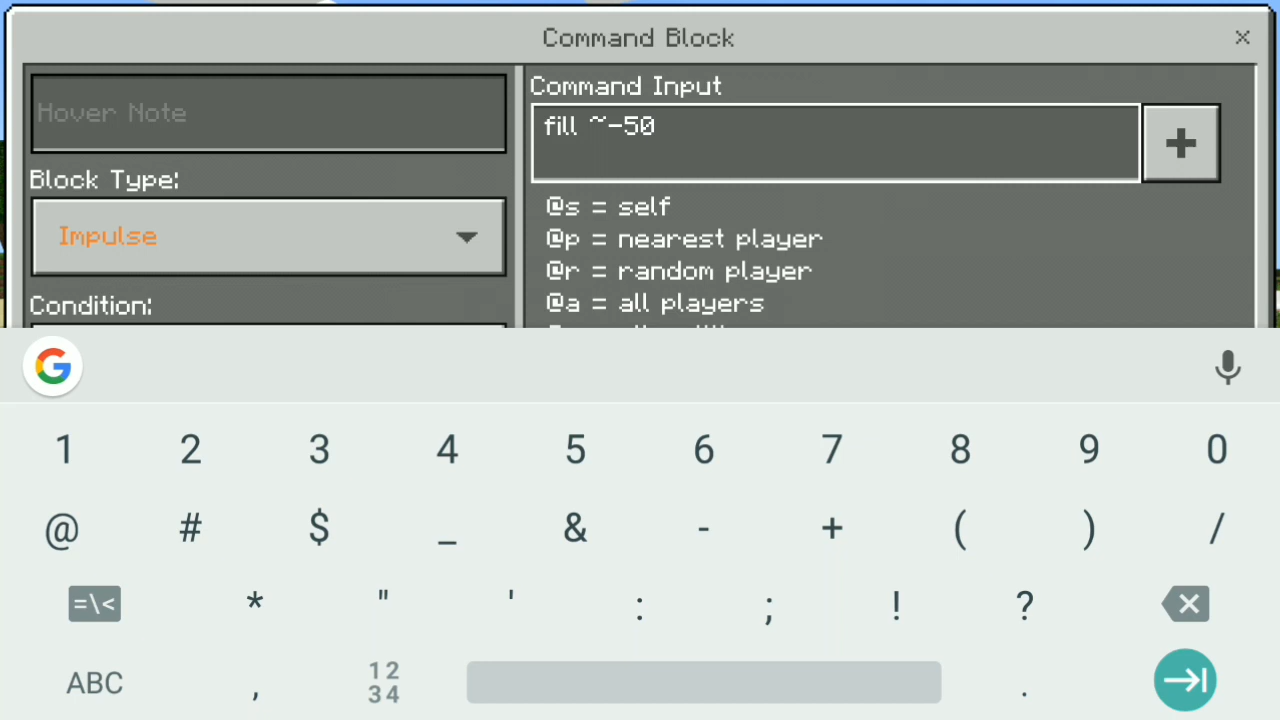 Command Block
Hover Note
Command Input
fill ~-50
Block Type:
Impulse
@s = self
@p = nearest player
@r = random player
@a = all players
Condition:
G
1 2 3 4 5 6 7 8 9 0
@ # $ _ & - + ( ) /
=\< * " ' : ; ! ?
ABC , 12 .
34